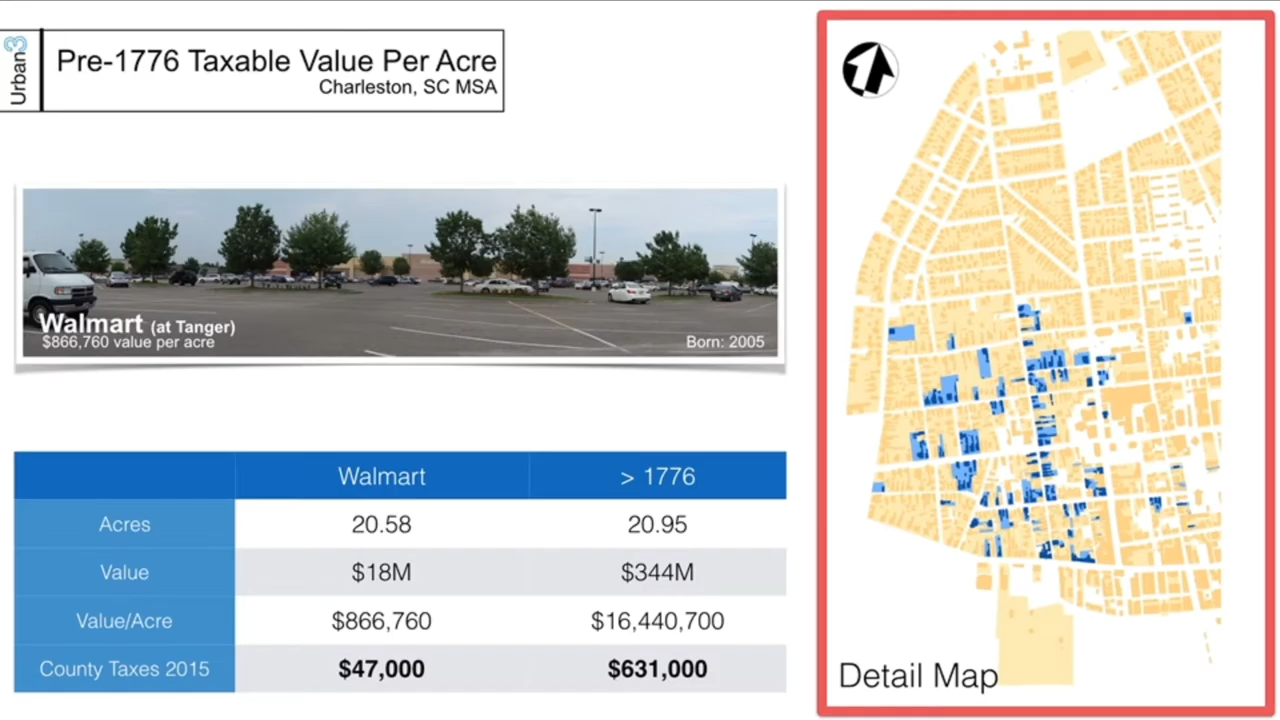 Urban3
Pre-1776 Taxable Value Per Acre
Charleston, SC MSA
Walmart (at Tanger)
$866,760 value per acre
Born: 2005
Walmart > 1776
Acres 20.58 20.95
Value $18M $344M
Value/Acre $866,760 $16,440,700
County Taxes 2015 $47,000 $631,000
Detail Map